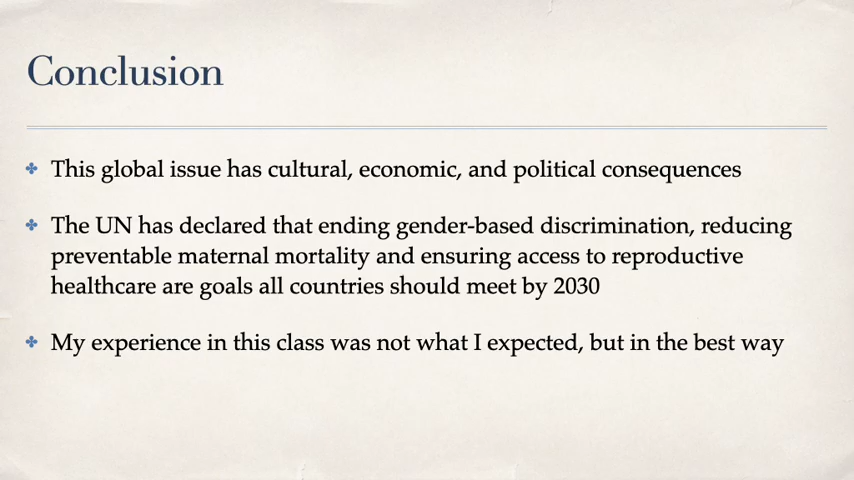 Conclusion
This global issue has cultural, economic, and political consequences
The UN has declared that ending gender-based discrimination, reducing
preventable maternal mortality and ensuring access to reproductive
healthcare are goals all countries should meet by 2030
My experience in this class was not what I expected, but in the best way